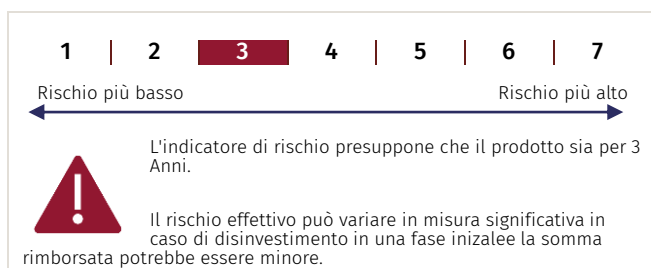 1 2 3 4 5 6 7
Rischio più basso Rischio più alto
L'indicatore di rischio presuppone che il prodotto sia per 3
Anni.
Il rischio effettivo può variare in misura significativa in
caso di disinvestimento in una fase inizalee la somma
rimborsata potrebbe essere minore.